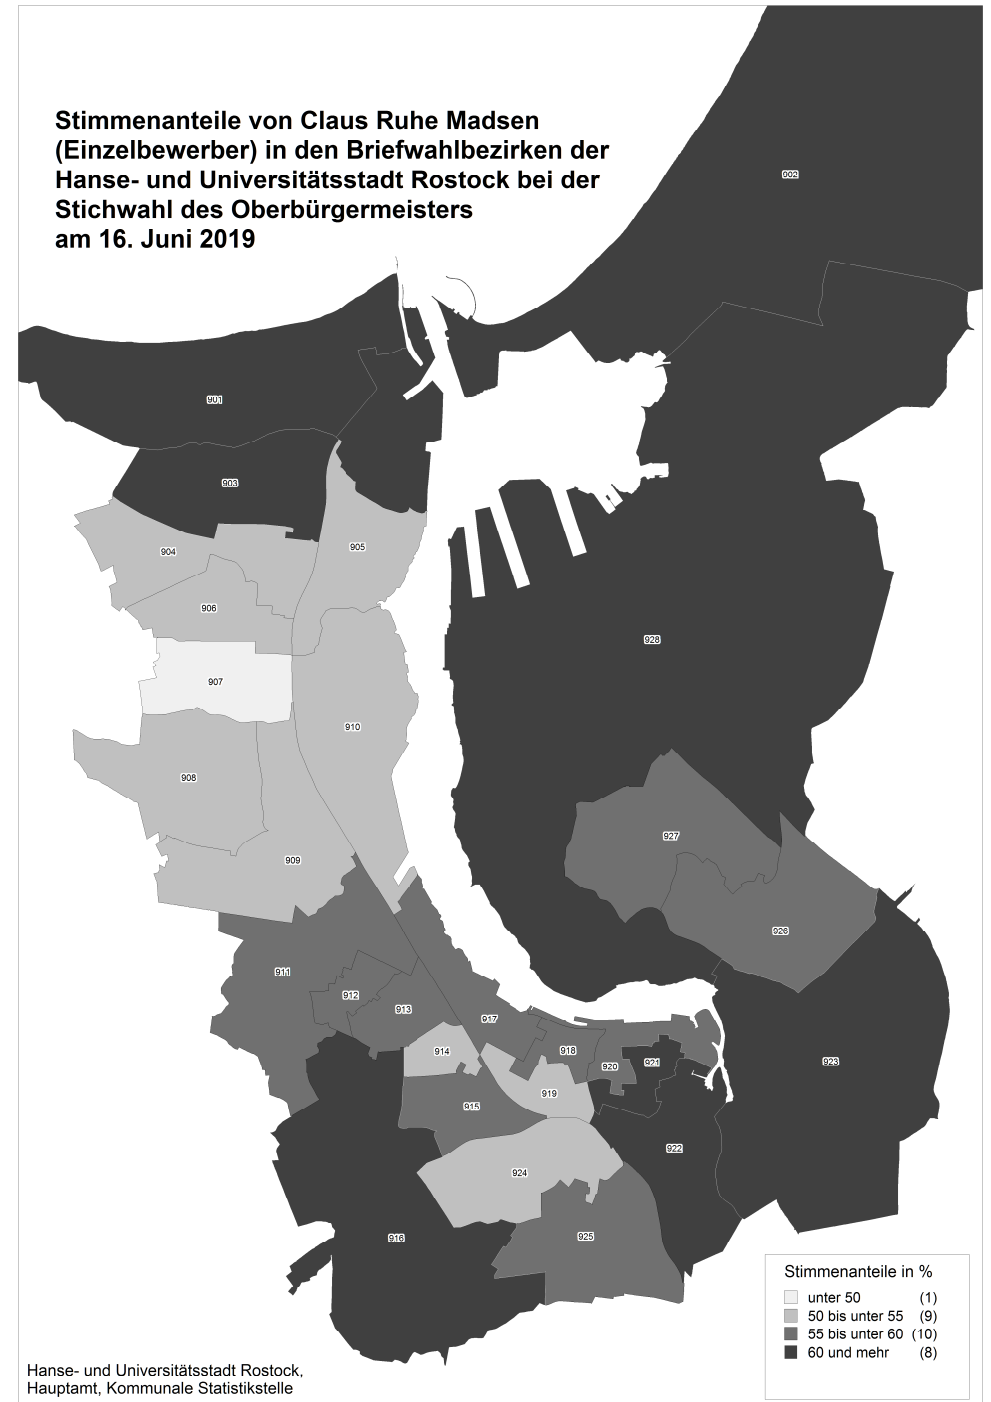 Stimmenanteile von Claus Ruhe Madsen
(Einzelbewerber) in den Briefwahlbezirken der
Hanse- und Universitätsstadt Rostock bei der
Stichwahl des Oberbürgermeisters
am 16. Juni 2019
902
901
903
904
905
906
928
907
910
908
927
909
926
911
912
913
917
914
918
921
923
920
919
915
922
924
916
925
Stimmenanteile in %
unter 50 (1)
50 bis unter 55 (9)
55 bis unter 60 (10)
60 und mehr (8)
Hanse- und Universitätsstadt Rostock,
Hauptamt, Kommunale Statistikstelle